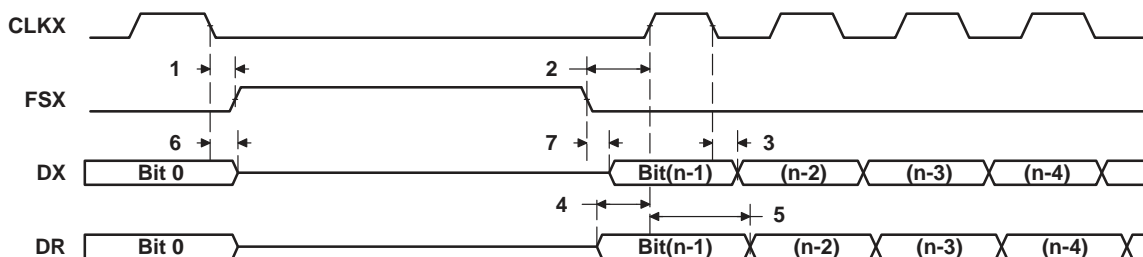 CLKX
1 2
FSX
6 7 3
DX Bit 0 Bit(n-1) (n-2) (n-3) (n-4)
4 5
DR Bit 0 Bit(n-1) (n-2) (n-3) (n-4)